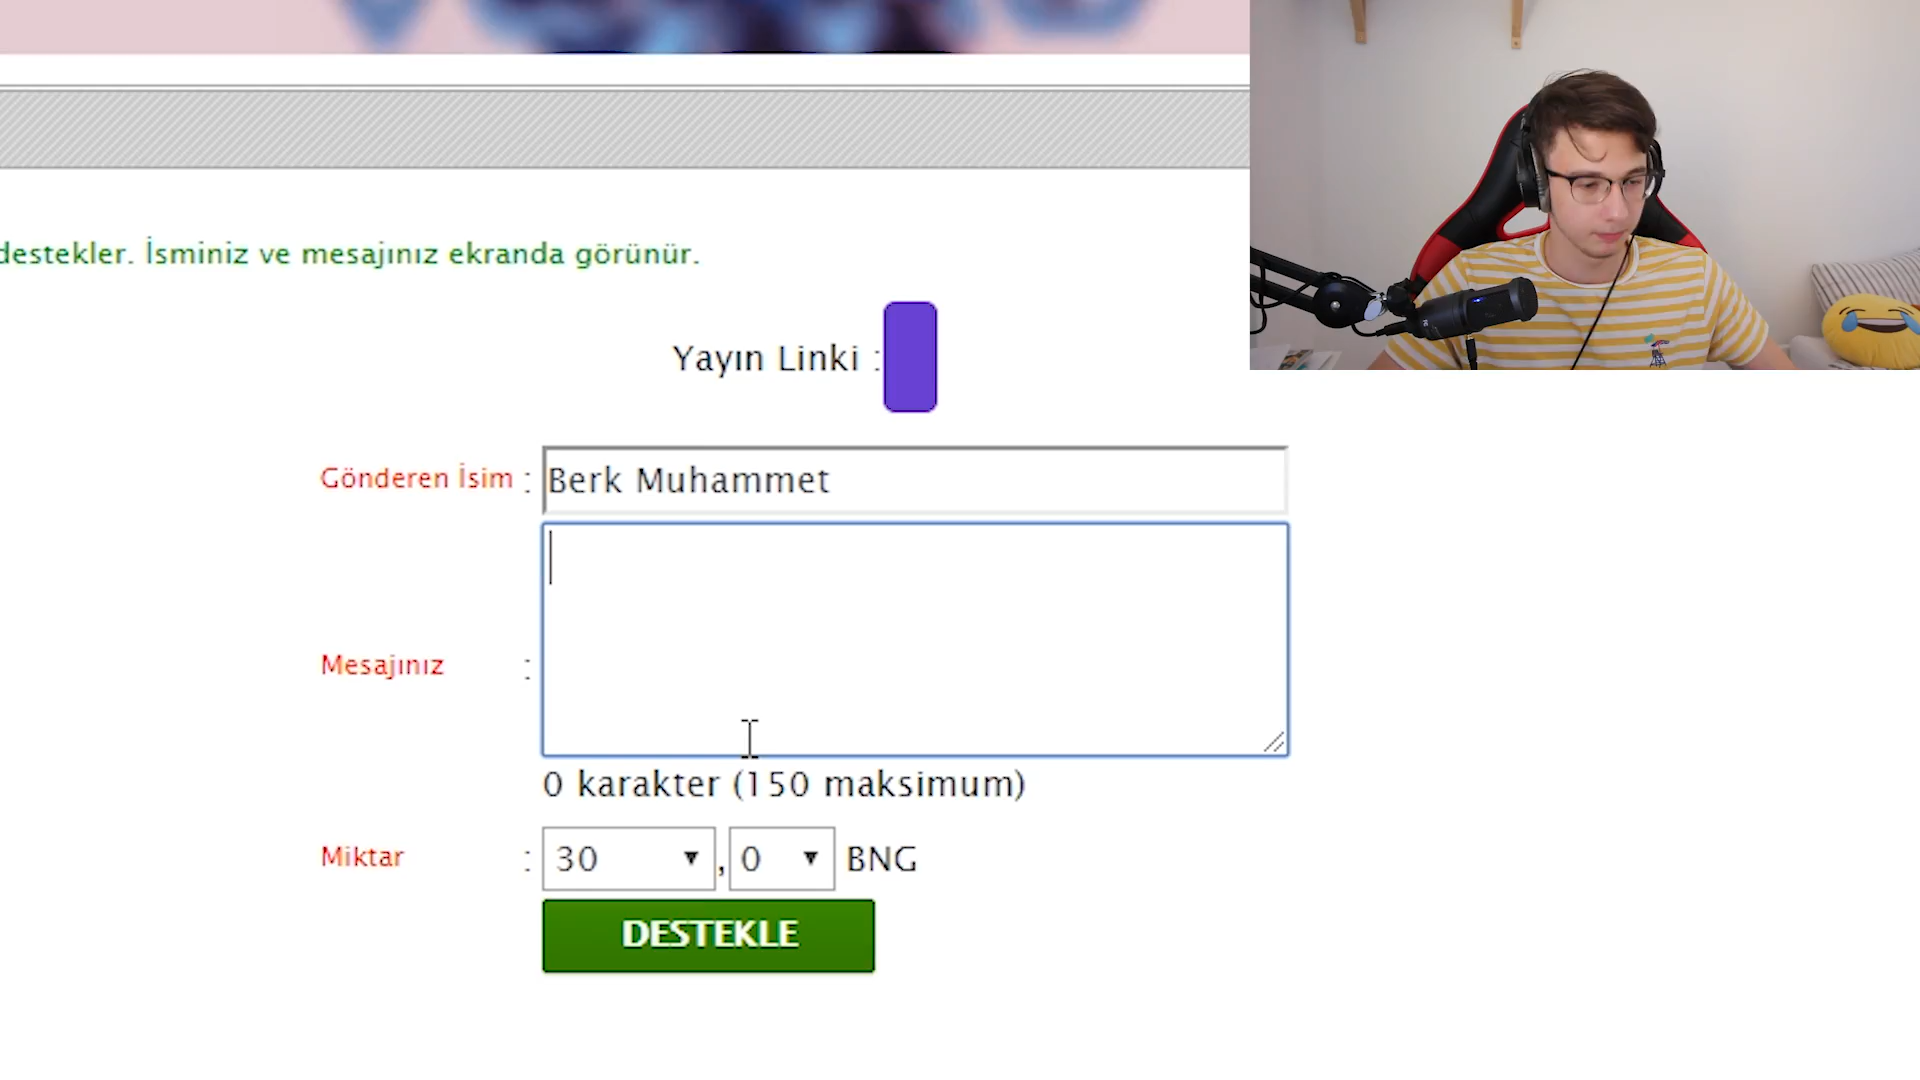 destekler. İsminiz ve mesajınız ekranda görünür.
Yayın Linki :
Gönderen İsim : Berk Muhammet
Mesajınız :
0 karakter (150 maksimum)
Miktar : 30 , 0 BNG
DESTEKLE